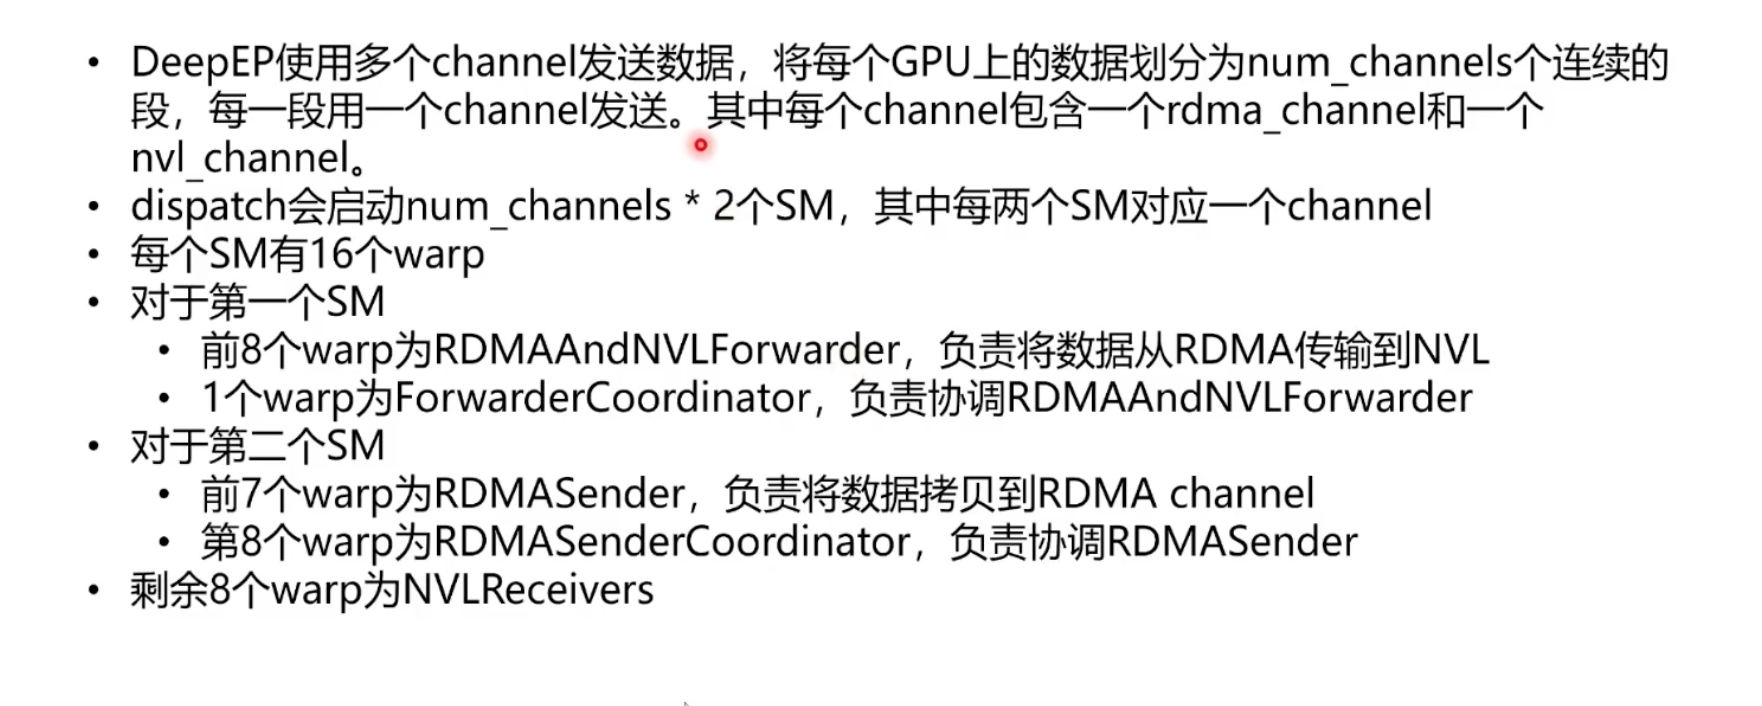 • DeepEP使用多个channel发送数据，将每个GPU上的数据划分为num_channels个连续的
段，每一段用一个channel发送。其中每个channel包含一个rdma_channel和一个
nvl_channel。
• dispatch会启动num_channels * 2个SM，其中每两个SM对应一个channel
• 每个SM有16个warp
• 对于第一个SM
• 前8个warp为RDMAAndNVLForwarder，负责将数据从RDMA传输到NVL
• 1个warp为ForwarderCoordinator，负责协调RDMAAndNVLForwarder
• 对于第二个SM
• 前7个warp为RDMASender，负责将数据拷贝到RDMA channel
• 第8个warp为RDMASenderCoordinator，负责协调RDMASender
• 剩余8个warp为NVLReceivers